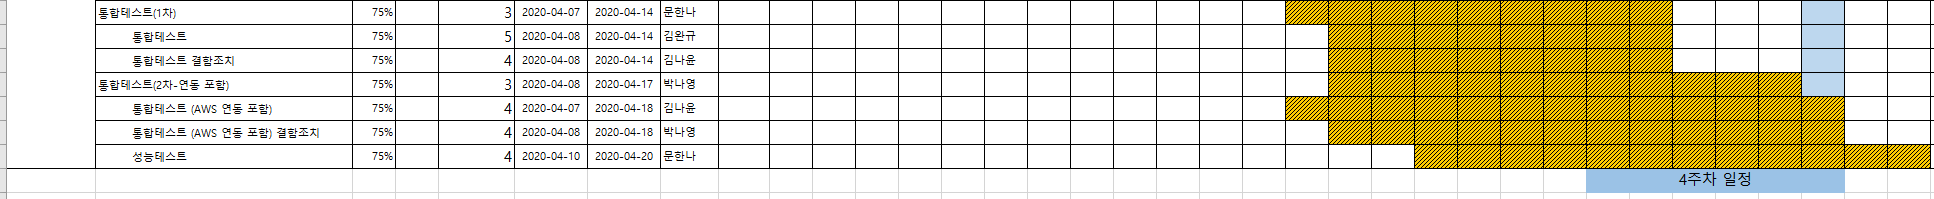 통합테스트(1차) 75% 3 2020-04-07 2020-04-14 문한나
통합테스트 75% 5 2020-04-08 2020-04-14 김완규
통합테스트 결함조치 75% 4 2020-04-08 2020-04-14 김나윤
통합테스트(2차-연동 포함) 75% 3 2020-04-08 2020-04-17 박나영
통합테스트 (AWS 연동 포함) 75% 4 2020-04-07 2020-04-18 김나윤
통합테스트 (AWS 연동 포함) 결함조치 75% 4 2020-04-08 2020-04-18 박나영
성능테스트 75% 4 2020-04-10 2020-04-20 문한나
4주차 일정